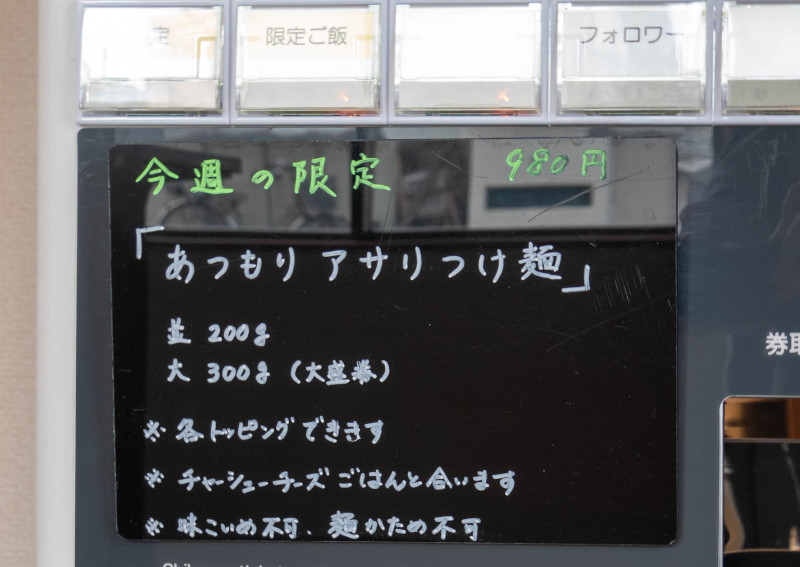 定
限定ご飯
フォロワー
今週の限定 980円
「あつもりアサリつけ麺」
並 200g
大 300g (大盛券)
※ 各トッピングできます
※ チャーシューチーズごはんと合います
※ 味こいめ不可、麺かため不可
券取